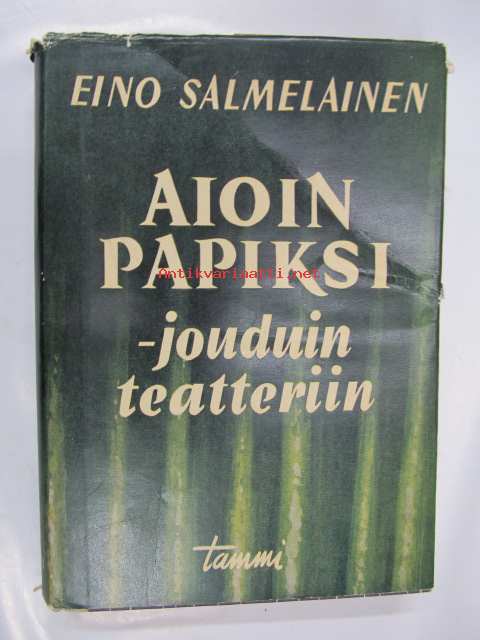 EINO SALMELAINEN
AIOIN
PAPIKSI
Antikvariaatti.net
-jouduin
teatteriin
tammi